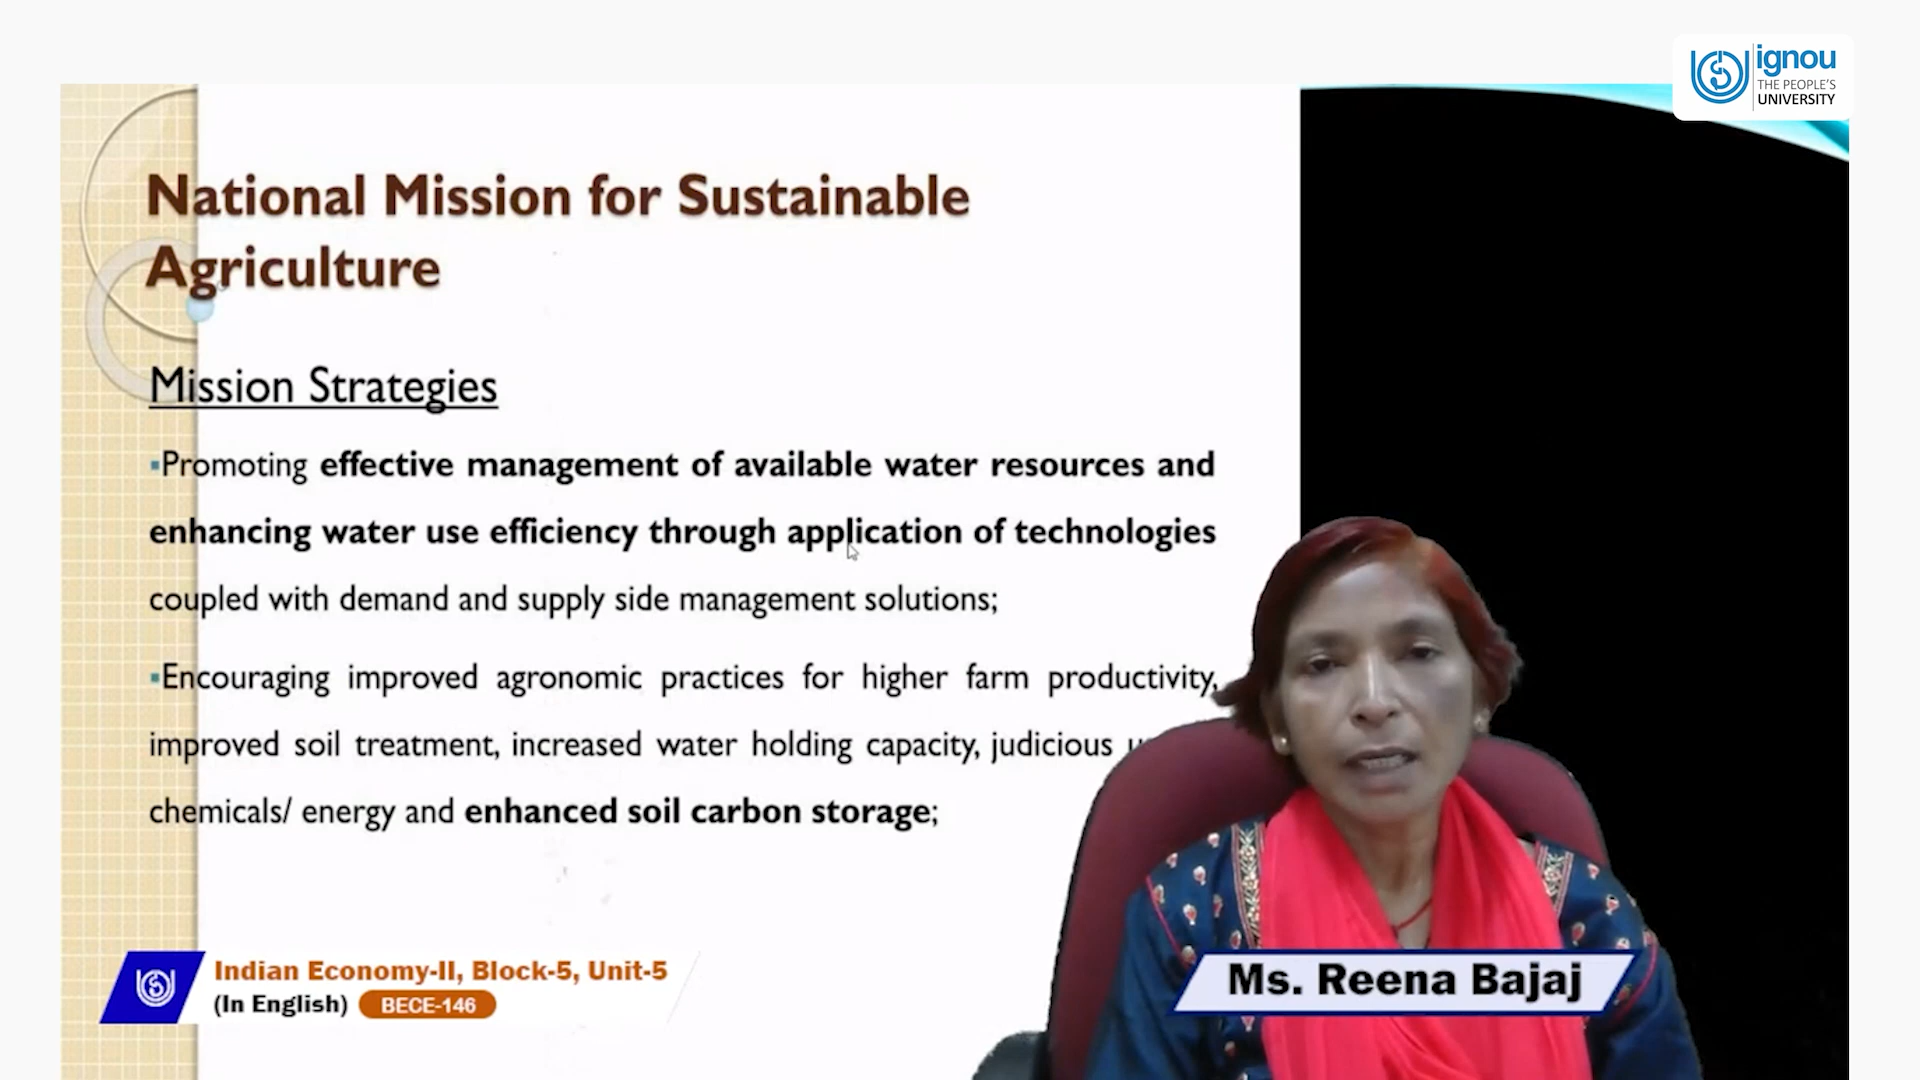 ignou
THE PEOPLE'S
UNIVERSITY
National Mission for Sustainable
Agriculture
Mission Strategies
▪Promoting effective management of available water resources and
enhancing water use efficiency through application of technologies
coupled with demand and supply side management solutions;
▪Encouraging improved agronomic practices for higher farm productivity,
improved soil treatment, increased water holding capacity, judicious
chemicals/ energy and enhanced soil carbon storage;
Indian Economy-II, Block-5, Unit-5
(In English) BECE-146
Ms. Reena Bajaj